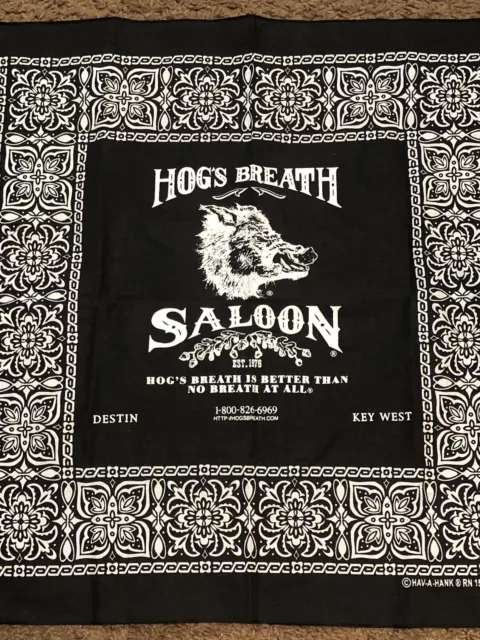 HOG'S BREATH
®
SALOON®
EST. 1976
HOG'S BREATH IS BETTER THAN
NO BREATH AT ALL®
1-800-826-6969
HTTP://HOGSBREATH.COM
DESTIN
KEY WEST
©HAV-A-HANK ® RN